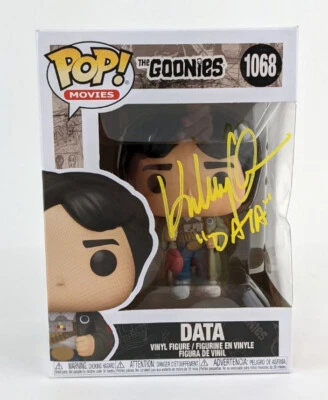 POP!
MOVIES
THE GOONIES
1068
"DATA"
DATA
VINYL FIGURE / FIGURINE EN VINYLE
FIGURA DE VINIL